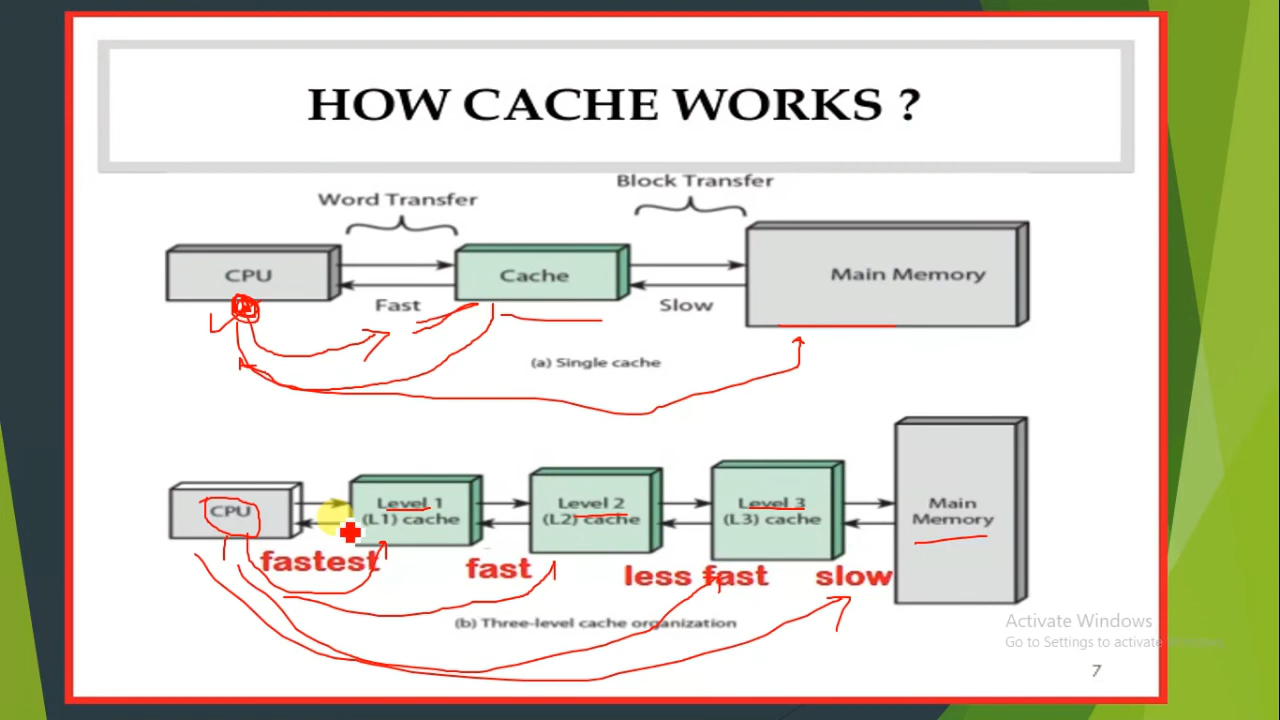 HOW CACHE WORKS ?
Block Transfer
Word Transfer
CPU
Cache
Main Memory
Fast
Slow
(a) Single cache
CPU
Level 1
(L1) cache
Level 2
(L2) cache
Level 3
(L3) cache
Main
Memory
fastest
fast
less fast
slow
(b) Three-level cache organization
Activate Windows
Go to Settings to activate Windows.
7